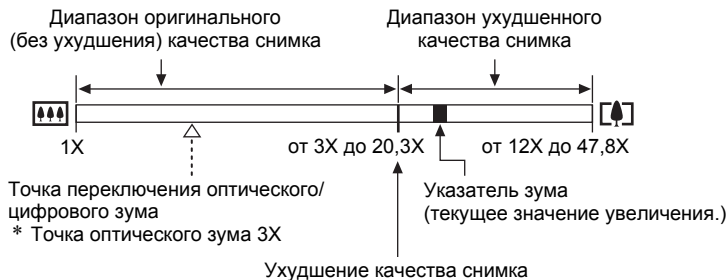 Диапазон оригинального
(без ухудшения) качества снимка
Диапазон ухудшенного
качества снимка
1X
от 3X до 20,3X
от 12X до 47,8X
Точка переключения оптического/
цифрового зума
* Точка оптического зума 3X
Указатель зума
(текущее значение увеличения.)
Ухудшение качества снимка